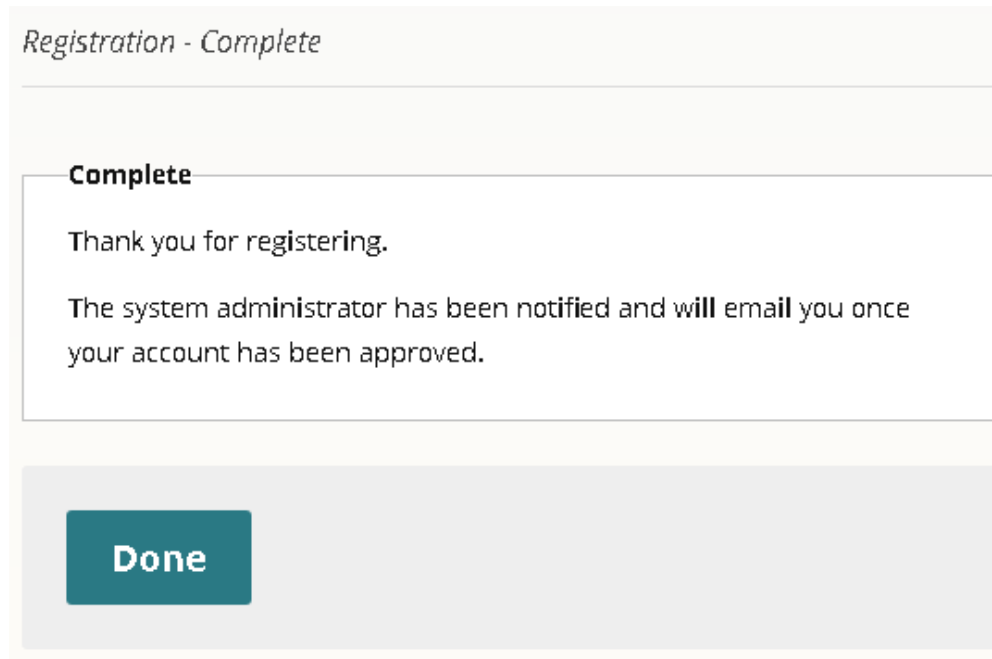 Registration - Complete
Complete
Thank you for registering.
The system administrator has been notified and will email you once
your account has been approved.
Done